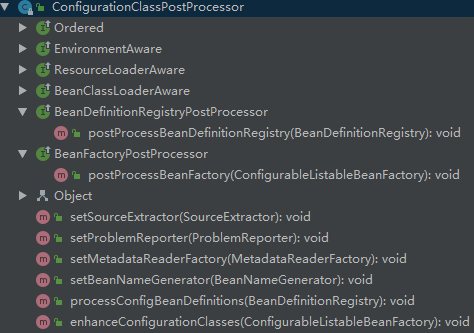 ConfigurationClassPostProcessor
Ordered
EnvironmentAware
ResourceLoaderAware
BeanClassLoaderAware
BeanDefinitionRegistryPostProcessor
postProcessBeanDefinitionRegistry(BeanDefinitionRegistry): void
BeanFactoryPostProcessor
postProcessBeanFactory(ConfigurableListableBeanFactory): void
Object
setSourceExtractor(SourceExtractor): void
setProblemReporter(ProblemReporter): void
setMetadataReaderFactory(MetadataReaderFactory): void
setBeanNameGenerator(BeanNameGenerator): void
processConfigBeanDefinitions(BeanDefinitionRegistry): void
enhanceConfigurationClasses(ConfigurableListableBeanFactory): void